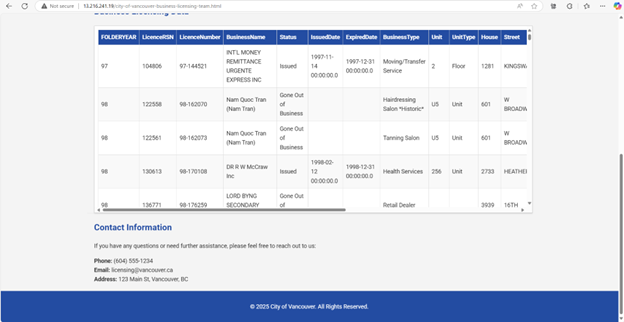 Not secure 13.216.241.19/city-of-vancouver-business-licensing-team.html
FOLDERYEAR LicenceRSN LicenceNumber BusinessName Status IssuedDate ExpiredDate BusinessType Unit UnitType House Street
97 104806 97-144521 INT'L MONEY REMITTANCE URGENTE EXPRESS INC Issued 1997-11-14 00:00:00.0 1997-12-31 00:00:00.0 Moving/Transfer Service 2 Floor 1281 KINGSWA
98 122558 98-162070 Nam Quoc Tran (Nam Tran) Gone Out of Business Hairdressing Salon *Historic* U5 Unit 601 W BROADW
98 122561 98-162073 Nam Quoc Tran (Nam Tran) Gone Out of Business Tanning Salon U5 Unit 601 W BROADW
98 130613 98-170108 DR R W McCraw Inc Issued 1998-02-12 00:00:00.0 1998-12-31 00:00:00.0 Health Services 256 Unit 2733 HEATHER
98 136771 98-176259 LORD BYNG SECONDARY Gone Out of Retail Dealer 3939 16TH
Contact Information
If you have any questions or need further assistance, please feel free to reach out to us:
Phone: (604) 555-1234
Email: licensing@vancouver.ca
Address: 123 Main St, Vancouver, BC
© 2025 City of Vancouver. All Rights Reserved.